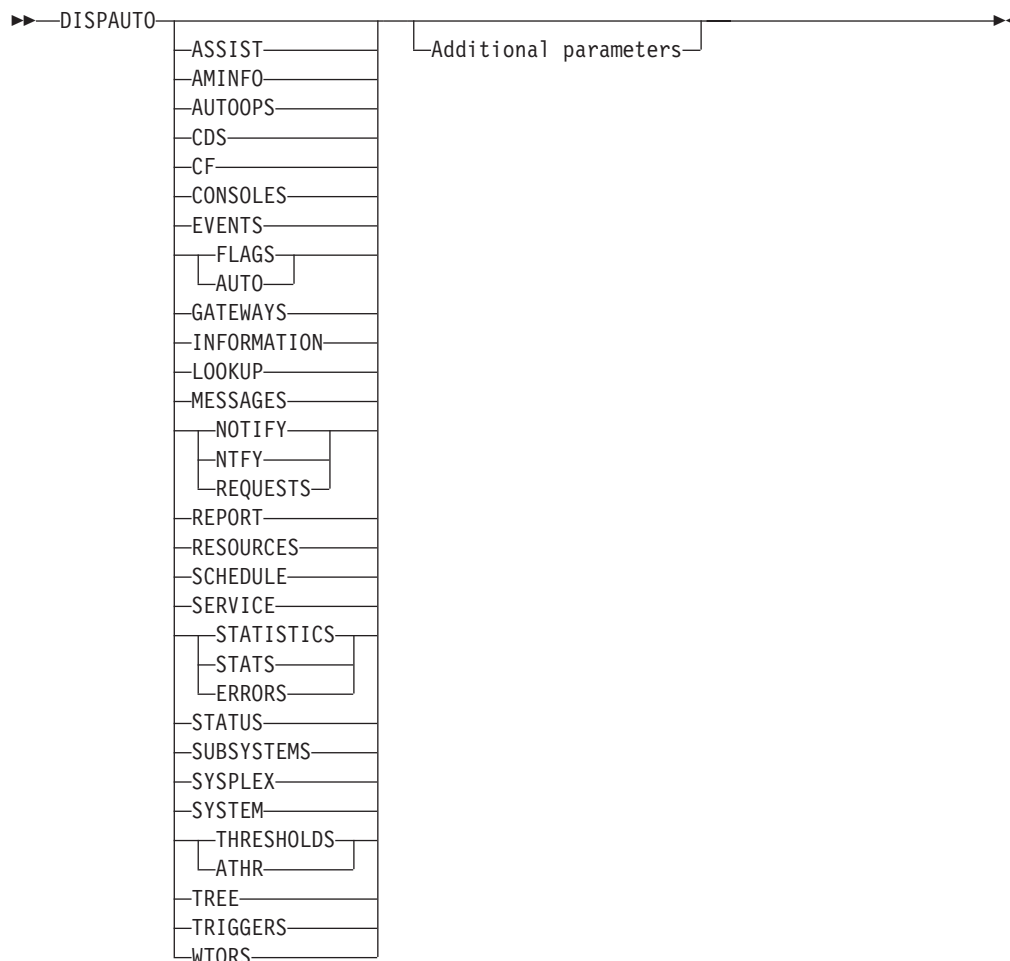 DISPAUTO
ASSIST
Additional parameters
AMINFO
AUTOOPS
CDS
CF
CONSOLES
EVENTS
FLAGS
AUTO
GATEWAYS
INFORMATION
LOOKUP
MESSAGES
NOTIFY
NTFY
REQUESTS
REPORT
RESOURCES
SCHEDULE
SERVICE
STATISTICS
STATS
ERRORS
STATUS
SUBSYSTEMS
SYSPLEX
SYSTEM
THRESHOLDS
ATHR
TREE
TRIGGERS
WTORS